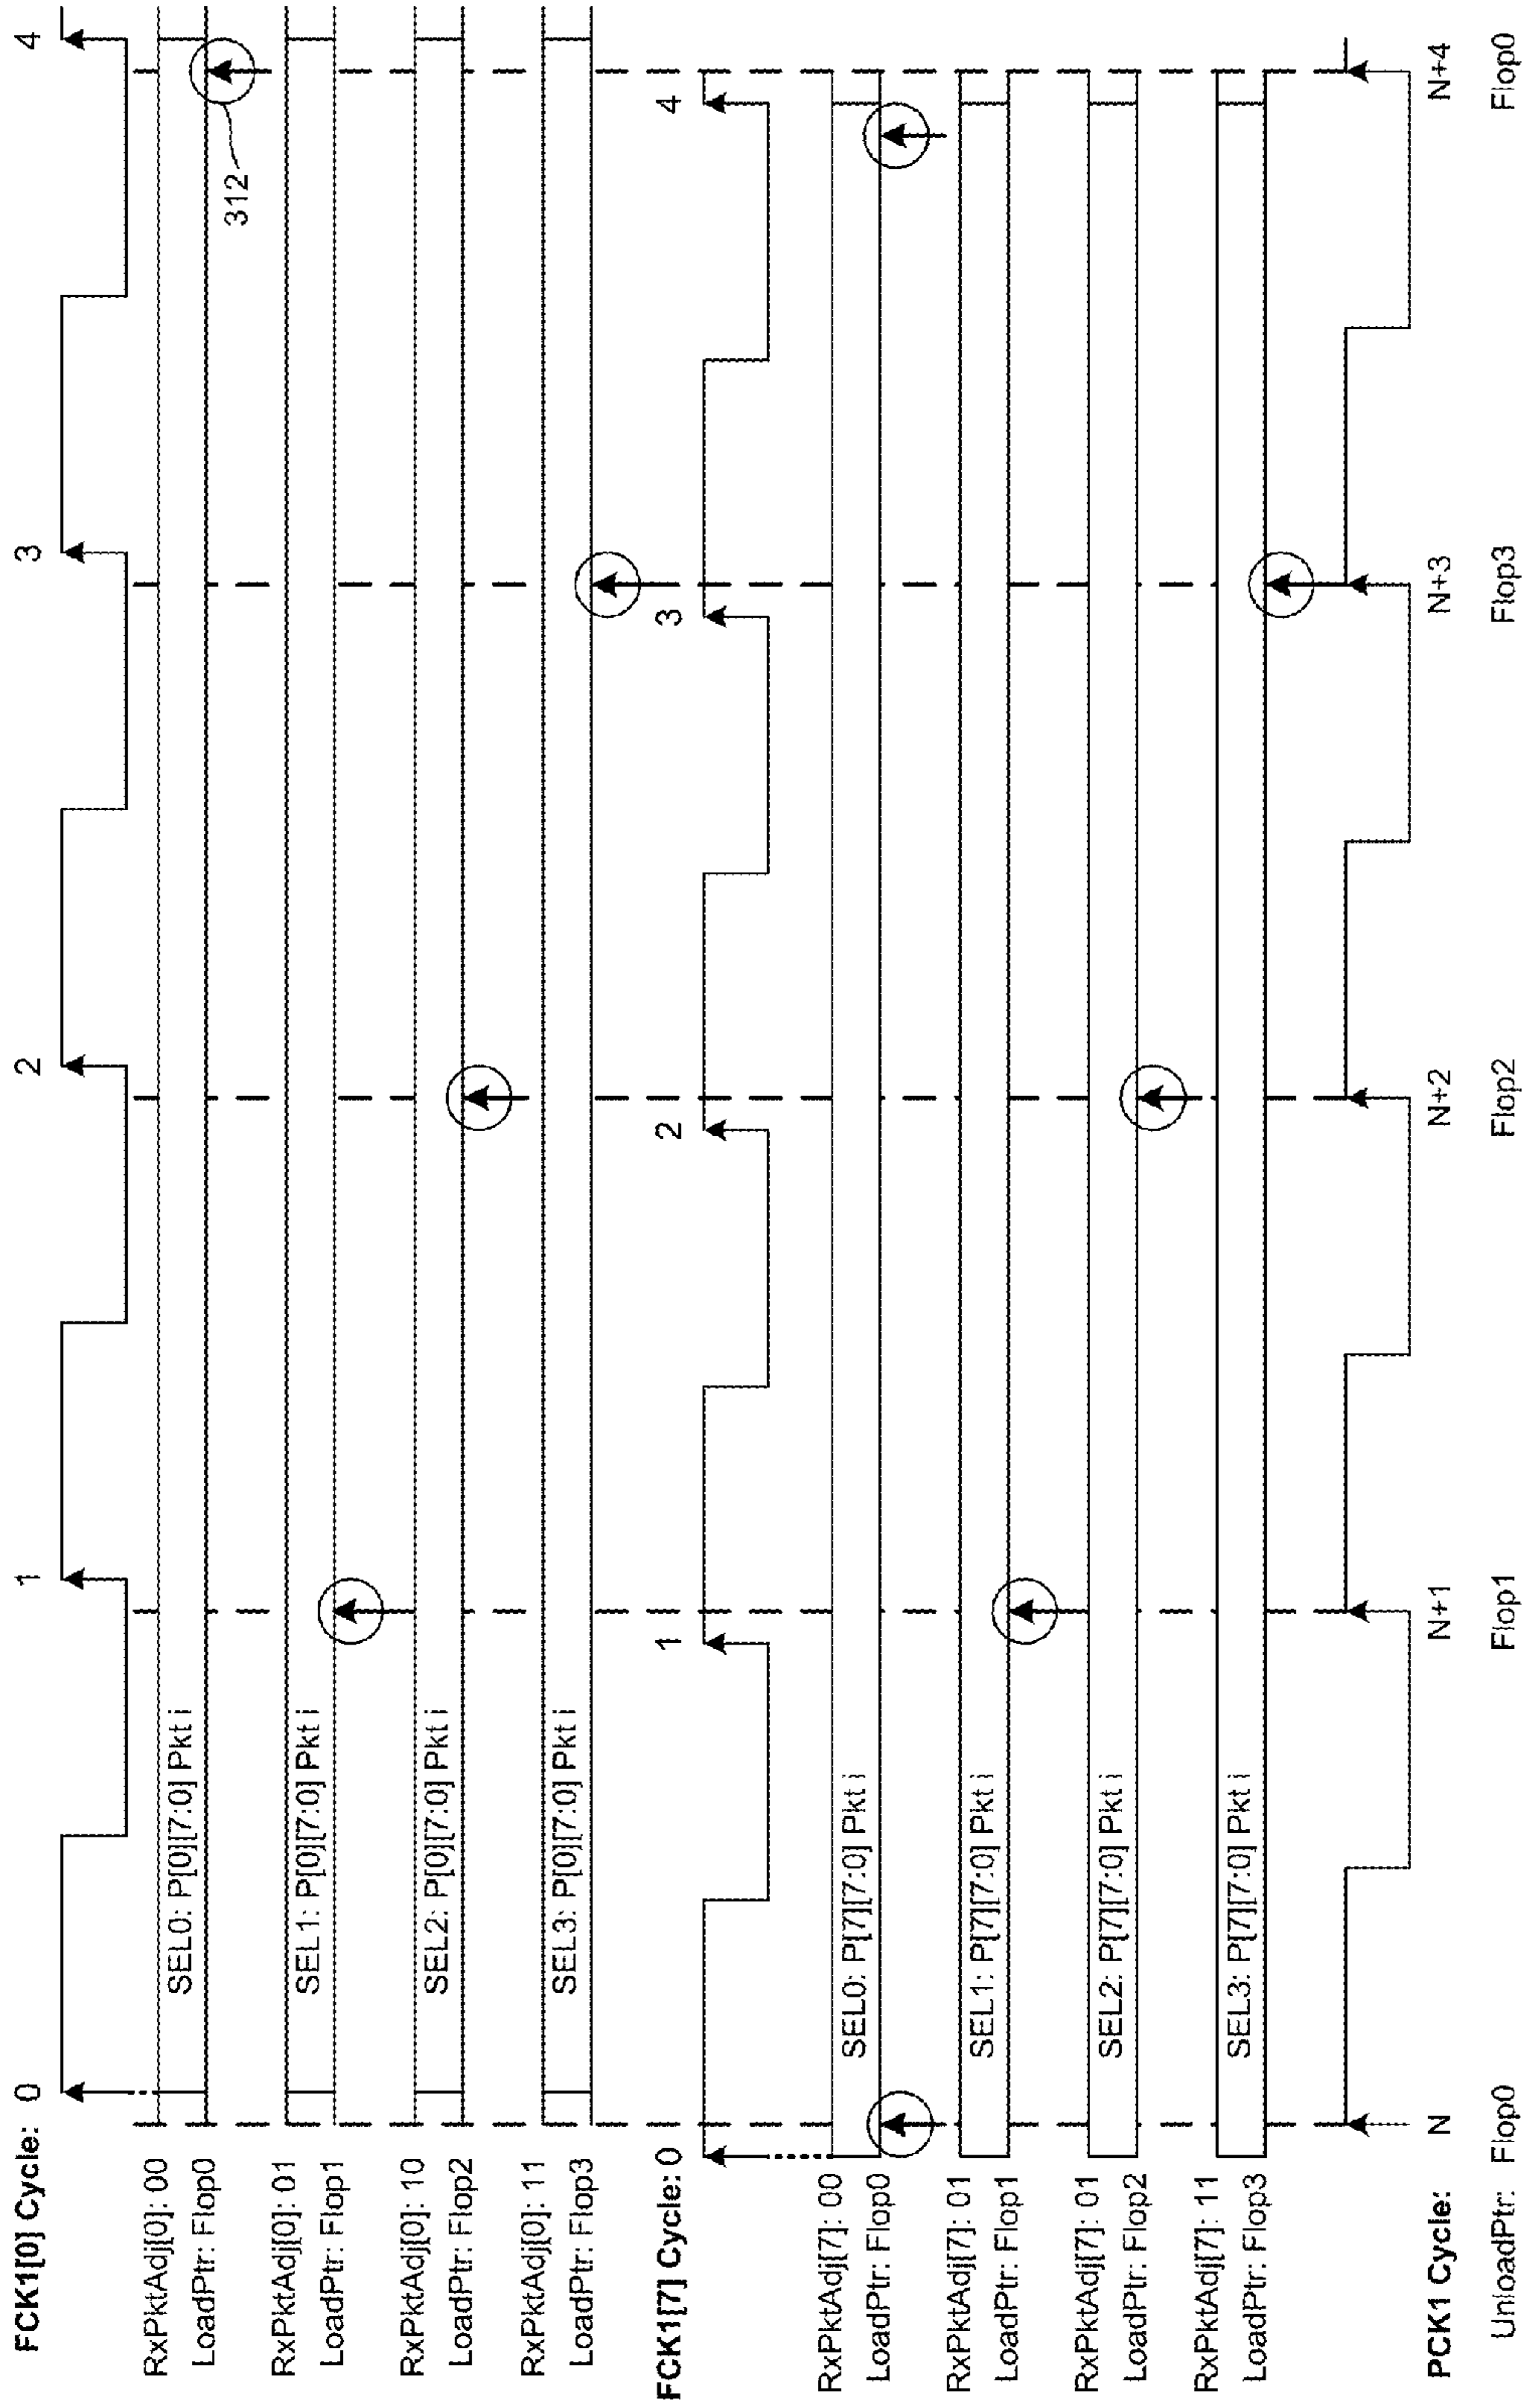 FCK1[0] Cycle: 0 1 2 3 4
RxPktAdj[0]: 00
LoadPtr: Flop0
SEL0: P[0][7:0] Pkt i
312
RxPktAdj[0]: 01
LoadPtr: Flop1
SEL1: P[0][7:0] Pkt i
RxPktAdj[0]: 10
LoadPtr: Flop2
SEL2: P[0][7:0] Pkt i
RxPktAdj[0]: 11
LoadPtr: Flop3
SEL3: P[0][7:0] Pkt i
FCK1[7] Cycle: 0 1 2 3 4
RxPktAdj[7]: 00
LoadPtr: Flop0
SEL0: P[7][7:0] Pkt i
RxPktAdj[7]: 01
LoadPtr: Flop1
SEL1: P[7][7:0] Pkt i
RxPktAdj[7]: 01
LoadPtr: Flop2
SEL2: P[7][7:0] Pkt i
RxPktAdj[7]: 11
LoadPtr: Flop3
SEL3: P[7][7:0] Pkt i
PCK1 Cycle: N N+1 N+2 N+3 N+4
UnloadPtr: Flop0 Flop1 Flop2 Flop3 Flop0